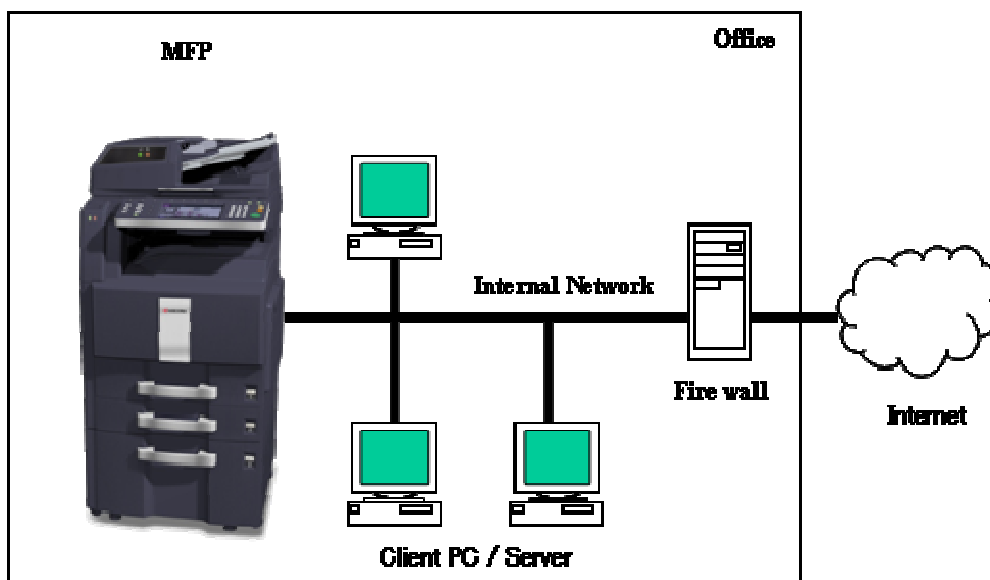 MFP
Office
Internal Network
Fire wall
Internet
Client PC / Server